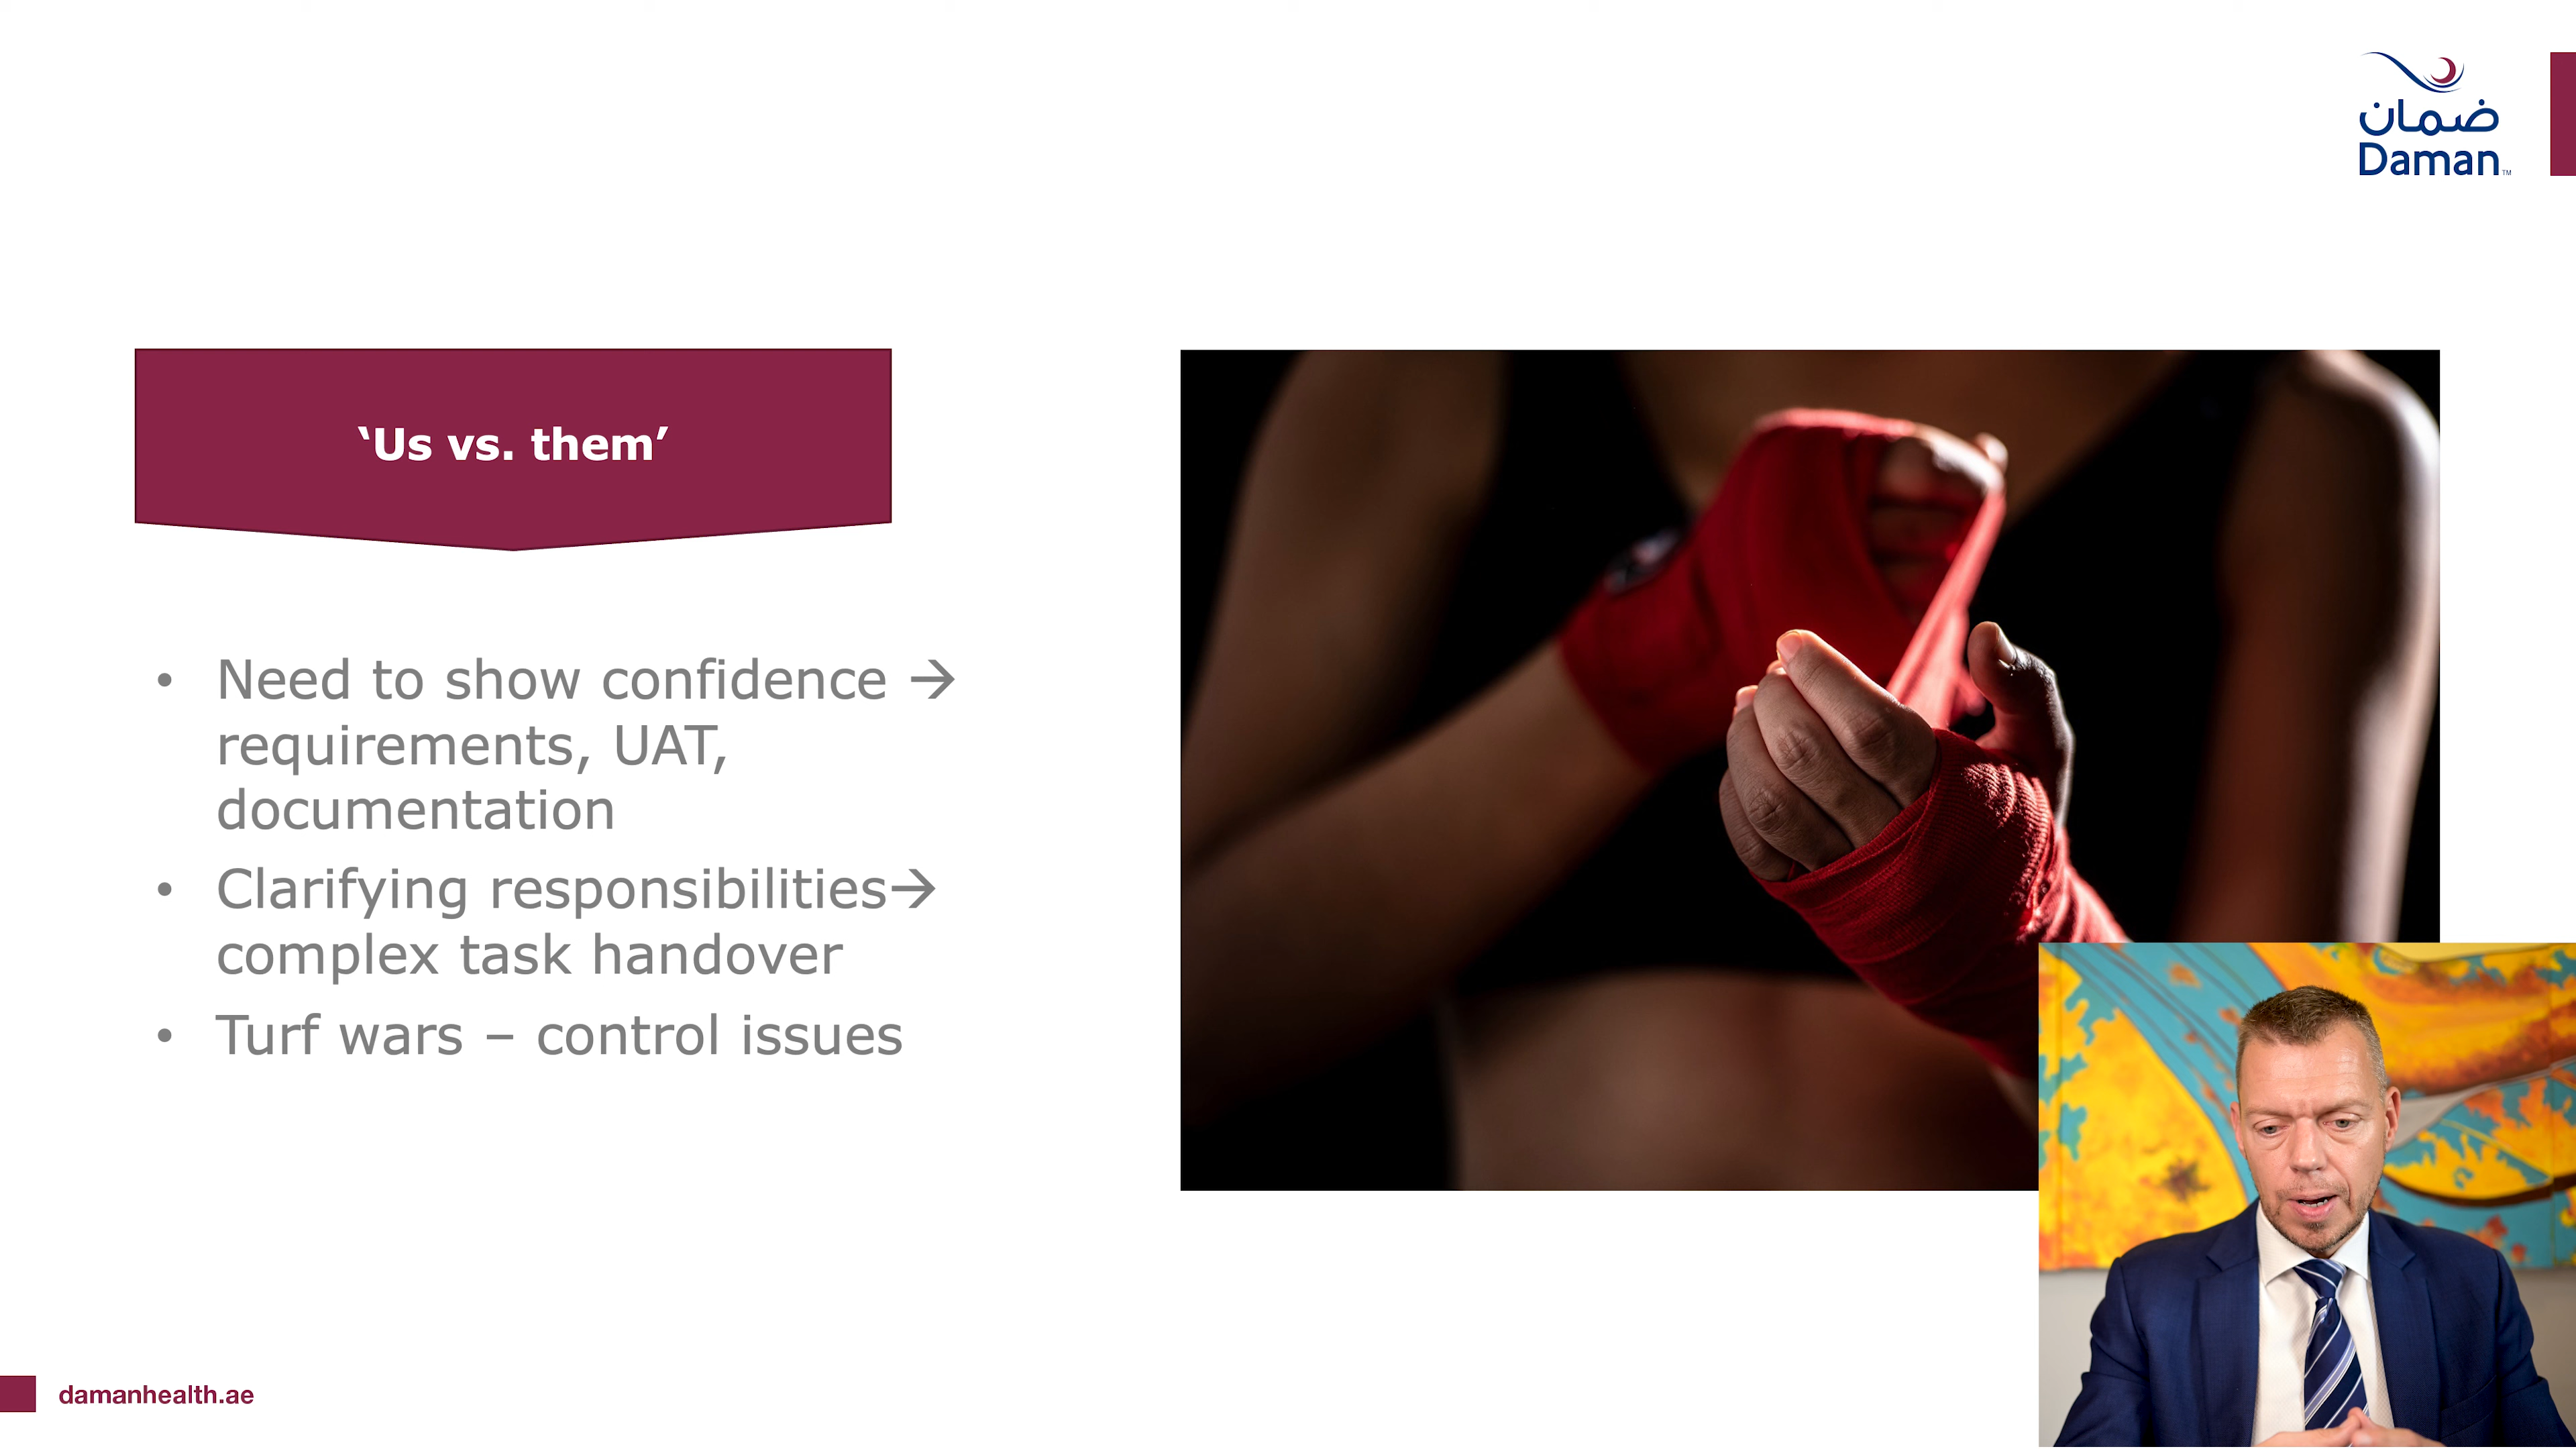 ضمان
Daman™
‘Us vs. them’
• Need to show confidence →
requirements, UAT,
documentation
• Clarifying responsibilities→
complex task handover
• Turf wars – control issues
damanhealth.ae